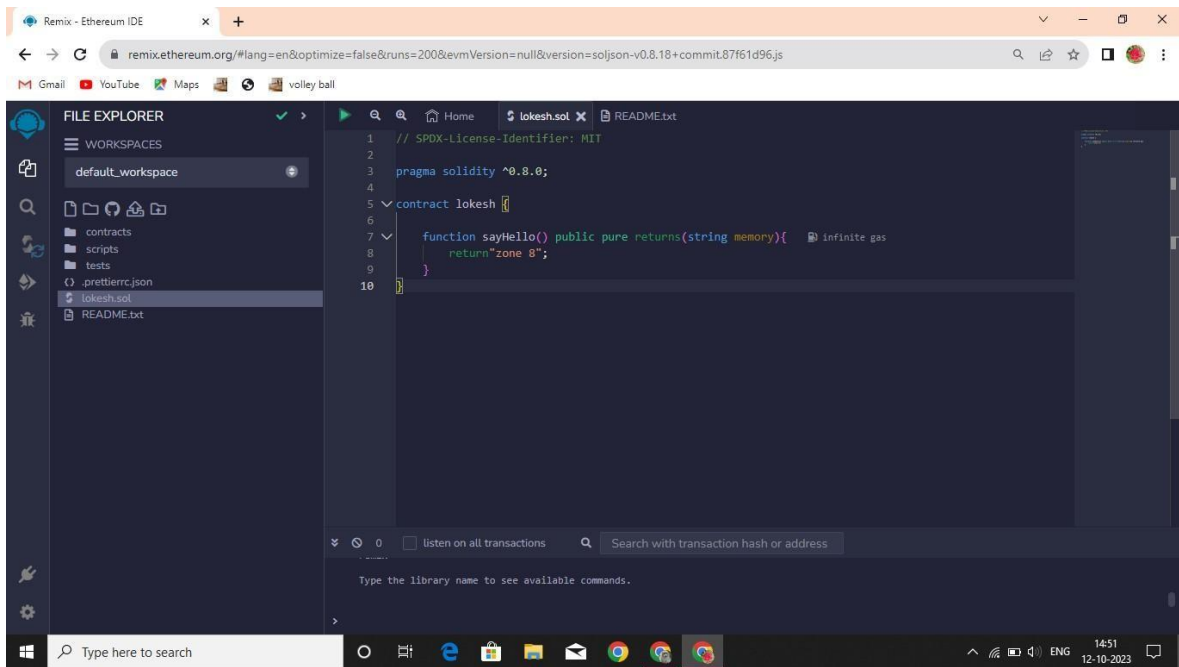 Remix - Ethereum IDE
remix.ethereum.org/#lang=en&optimize=false&runs=200&evmVersion=null&version=soljson-v0.8.18+commit.87f61d96.js
Gmail YouTube Maps volley ball
FILE EXPLORER
WORKSPACES
default_workspace
contracts
scripts
tests
.prettierrc.json
lokesh.sol
README.txt
Home lokesh.sol README.txt
1 // SPDX-License-Identifier: MIT
2
3 pragma solidity ^0.8.0;
4
5 contract lokesh {
6
7 function sayHello() public pure returns(string memory){ infinite gas
8 return"zone 8";
9 }
10 }
0 listen on all transactions Search with transaction hash or address
Type the library name to see available commands.
>
Type here to search
ENG
14:51
12-10-2023